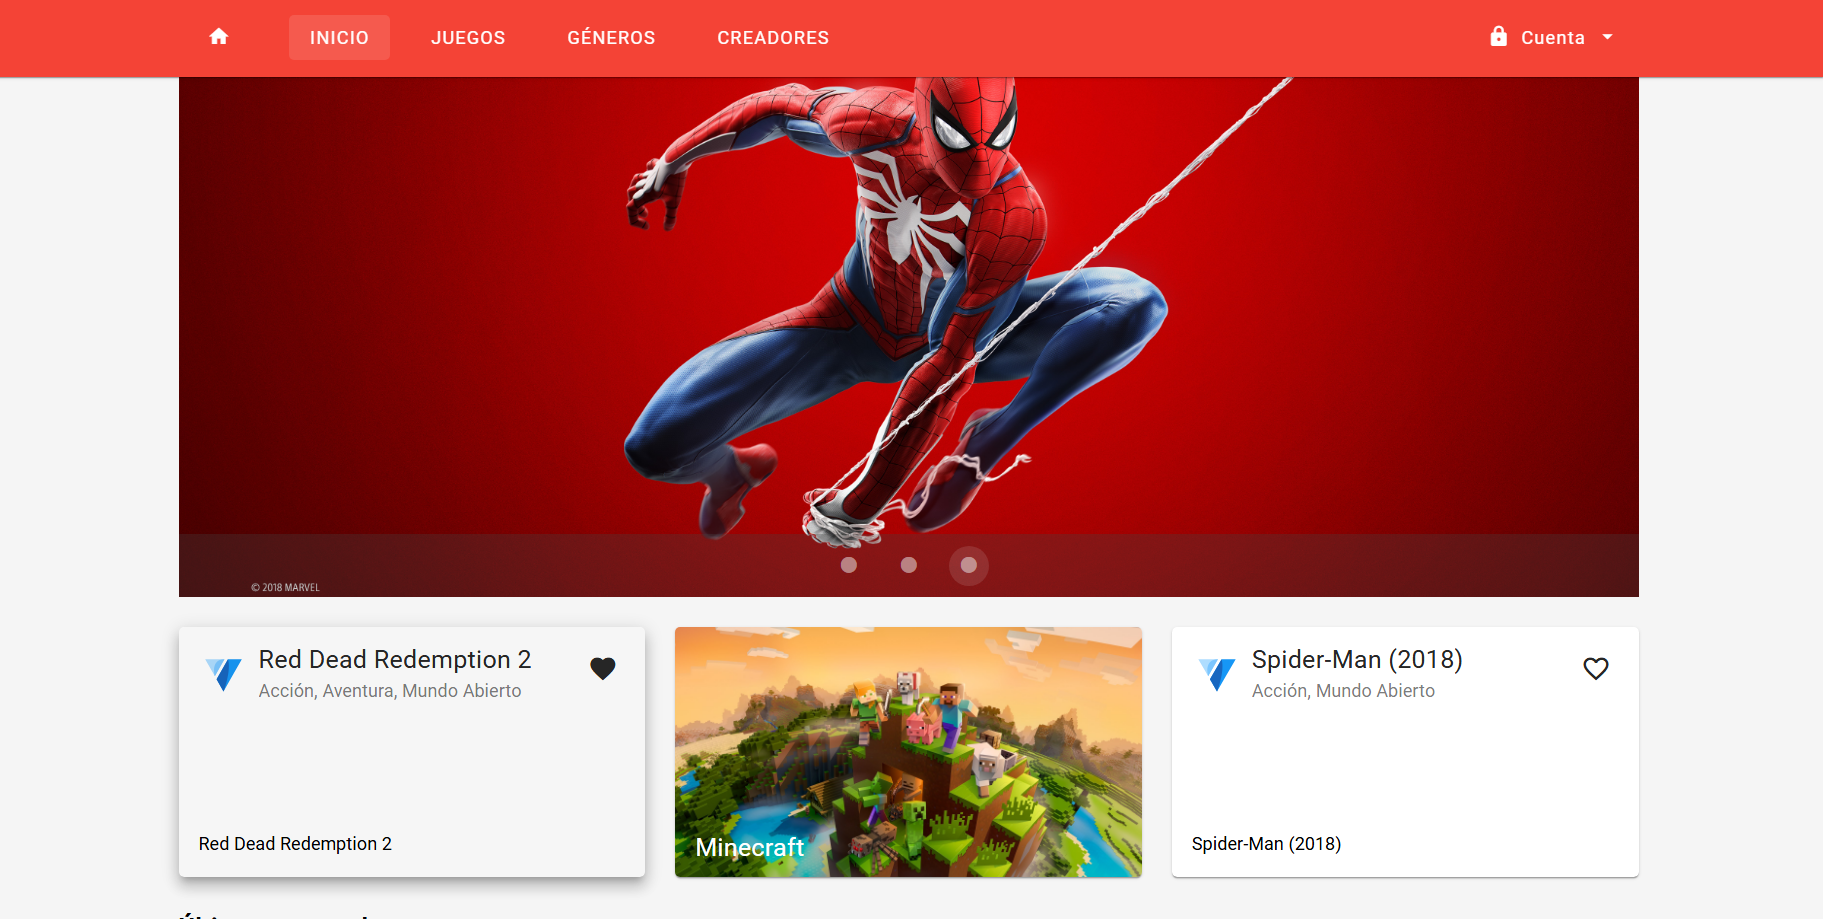 INICIO
JUEGOS
GÉNEROS
CREADORES
Cuenta
© 2018 MARVEL
Red Dead Redemption 2
Acción, Aventura, Mundo Abierto
Red Dead Redemption 2
Minecraft
Spider-Man (2018)
Acción, Mundo Abierto
Spider-Man (2018)